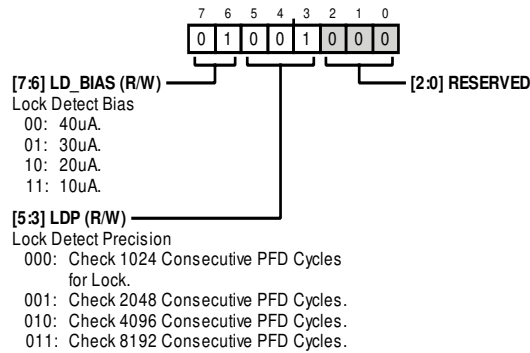 7 6 5 4 3 2 1 0
0 1 0 0 1 0 0 0
[7:6] LD_BIAS (R/W) [2:0] RESERVED
Lock Detect Bias
00: 40uA.
01: 30uA.
10: 20uA.
11: 10uA.
[5:3] LDP (R/W)
Lock Detect Precision
000: Check 1024 Consecutive PFD Cycles
for Lock.
001: Check 2048 Consecutive PFD Cycles.
010: Check 4096 Consecutive PFD Cycles.
011: Check 8192 Consecutive PFD Cycles.